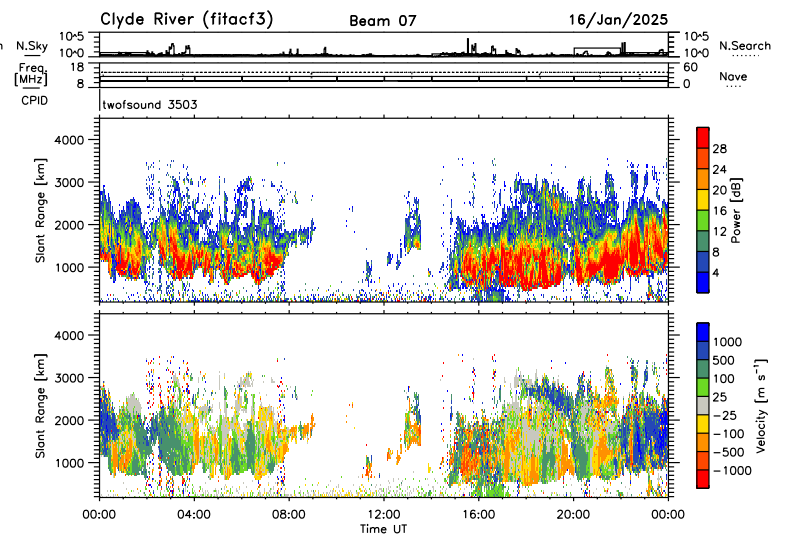 Clyde River (fitacf3) Beam 07 16/Jan/2025
n N.Sky 10^5 10^5 N.Search
10^0 10^0
Freq. 18 60 Nave
[MHz] 8 0
CPID twofsound 3503
4000
3000
2000
1000
Slant Range [km]
28
24
20
16
12
8
4
Power [dB]
4000
3000
2000
1000
Slant Range [km]
1000
500
100
25
-25
-100
-500
-1000
Velocity [m s⁻¹]
00:00 04:00 08:00 12:00 16:00 20:00 00:00
Time UT